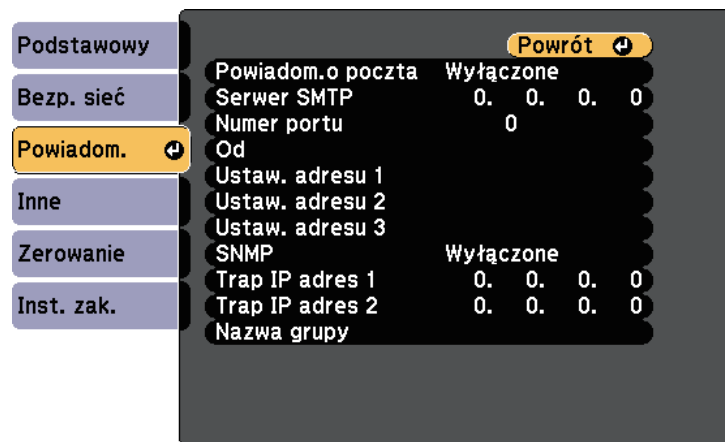 Podstawowy
Bezp. sieć
Powiadom.
Inne
Zerowanie
Inst. zak.
Powrót
Powiadom.o poczta Wyłączone
Serwer SMTP 0. 0. 0. 0
Numer portu 0
Od
Ustaw. adresu 1
Ustaw. adresu 2
Ustaw. adresu 3
SNMP Wyłączone
Trap IP adres 1 0. 0. 0. 0
Trap IP adres 2 0. 0. 0. 0
Nazwa grupy